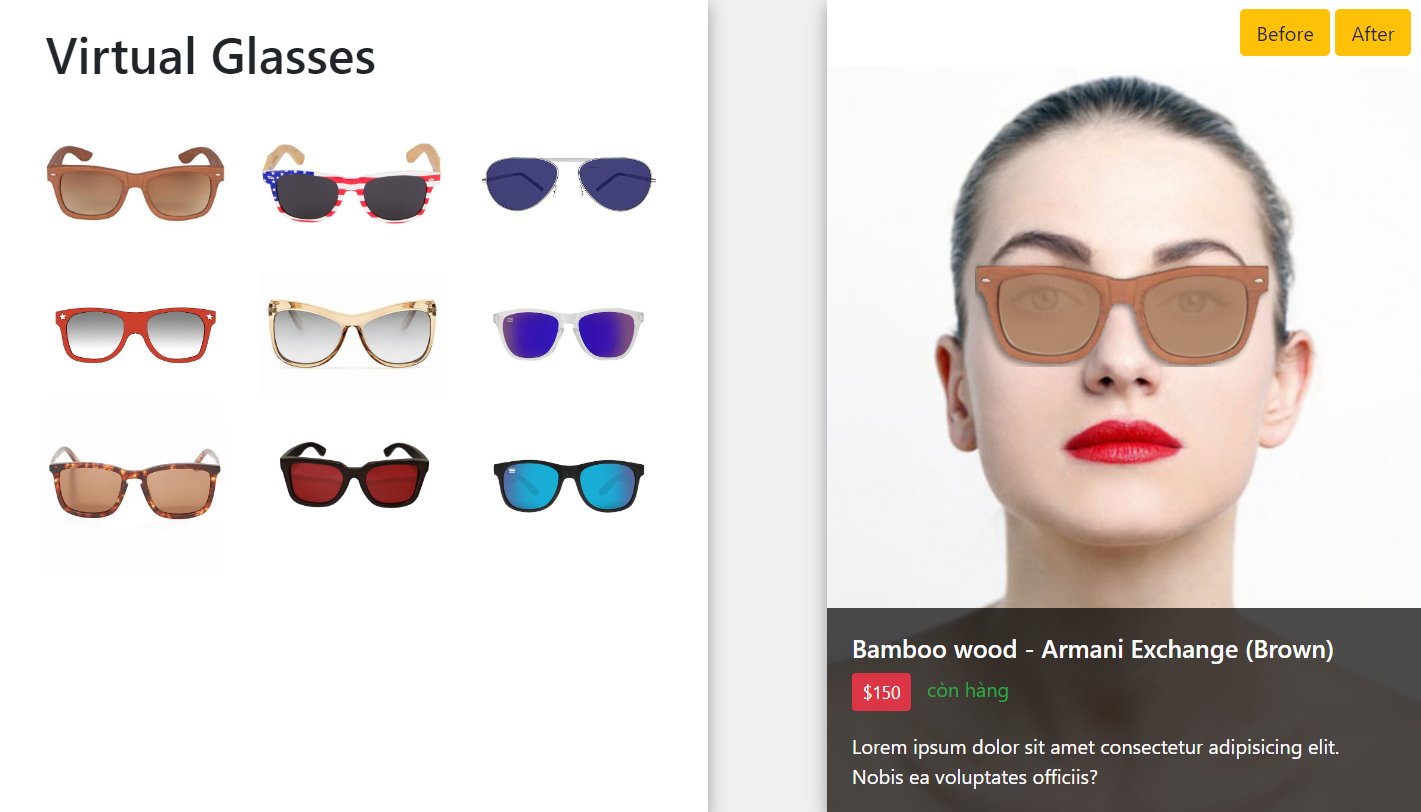 Virtual Glasses
Before
After
Bamboo wood - Armani Exchange (Brown)
$150
còn hàng
Lorem ipsum dolor sit amet consectetur adipisicing elit.
Nobis ea voluptates officiis?